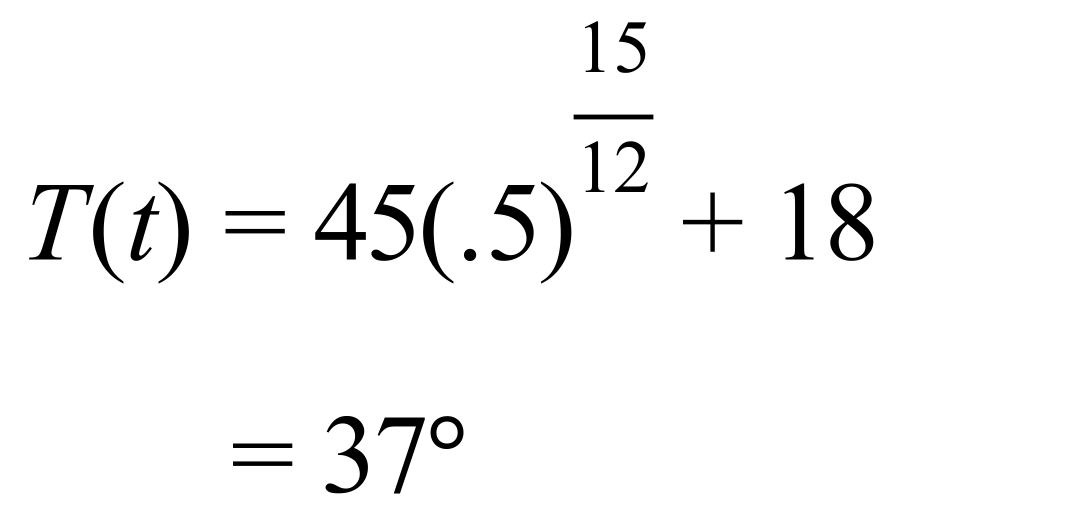 T(t) = 45(.5)^(15/12) + 18
= 37°